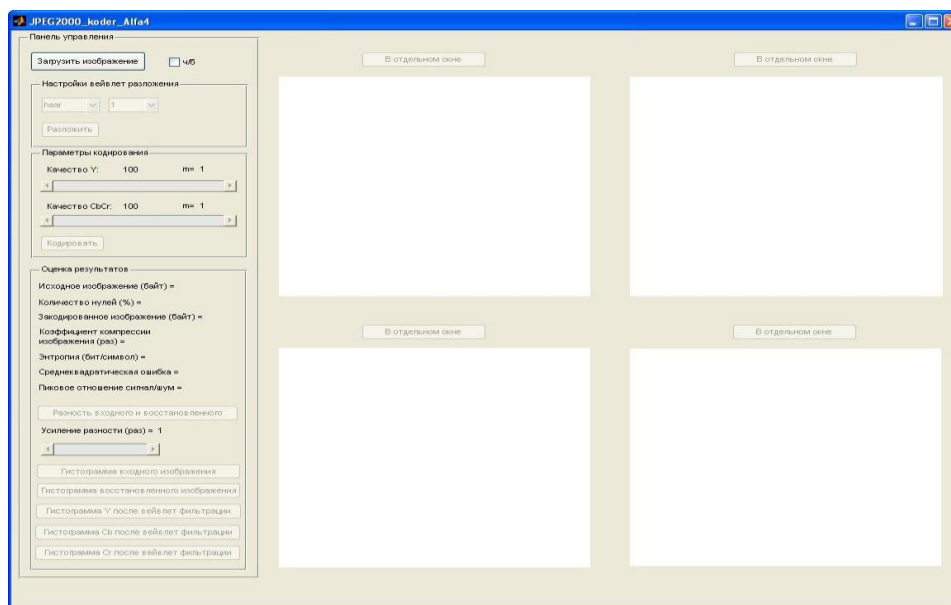 JPEG2000_koder_Alfa4
Панель управления
Загрузить изображение
ч/б
Настройки вейвлет разложения
haar
1
Разложить
Параметры кодирования
Качество Y: 100 m= 1
Качество CbCr: 100 m= 1
Кодировать
Оценка результатов
Исходное изображение (байт) =
Количество нулей (%) =
Закодированное изображение (байт) =
Коэффициент компрессии
изображения (раз) =
Энтропия (бит/символ) =
Среднеквадратическая ошибка =
Пиковое отношение сигнал/шум =
Разность входного и восстановленного
Усиление разности (раз) = 1
Гистограмма входного изображения
Гистограмма восстановленного изображения
Гистограмма Y после вейвлет фильтрации
Гистограмма Cb после вейвлет фильтрации
Гистограмма Cr после вейвлет фильтрации
В отдельном окне
В отдельном окне
В отдельном окне
В отдельном окне